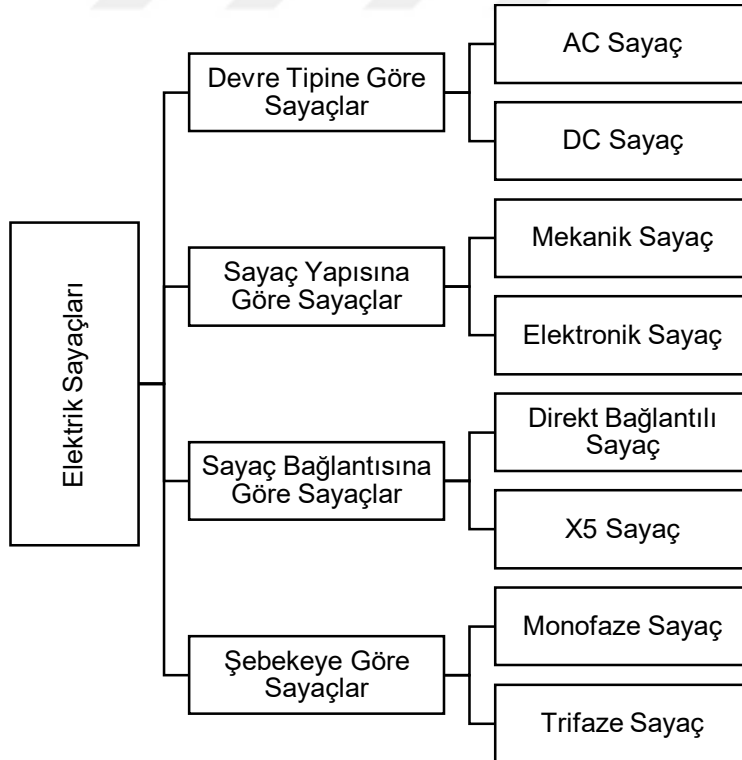 Elektrik Sayaçları
Devre Tipine Göre
Sayaçlar
AC Sayaç
DC Sayaç
Sayaç Yapısına
Göre Sayaçlar
Mekanik Sayaç
Elektronik Sayaç
Sayaç Bağlantısına
Göre Sayaçlar
Direkt Bağlantılı
Sayaç
X5 Sayaç
Şebekeye Göre
Sayaçlar
Monofaze Sayaç
Trifaze Sayaç